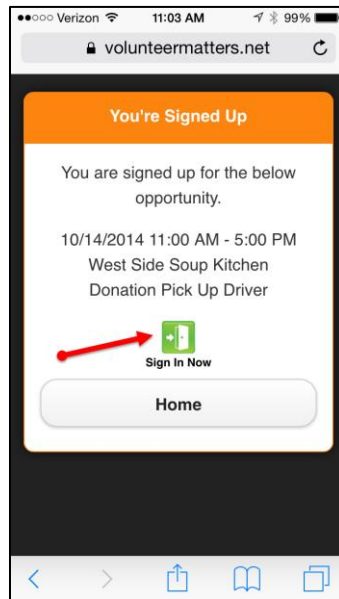 Verizon 11:03 AM 99%
volunteermatters.net
You're Signed Up
You are signed up for the below
opportunity.
10/14/2014 11:00 AM - 5:00 PM
West Side Soup Kitchen
Donation Pick Up Driver
Sign In Now
Home